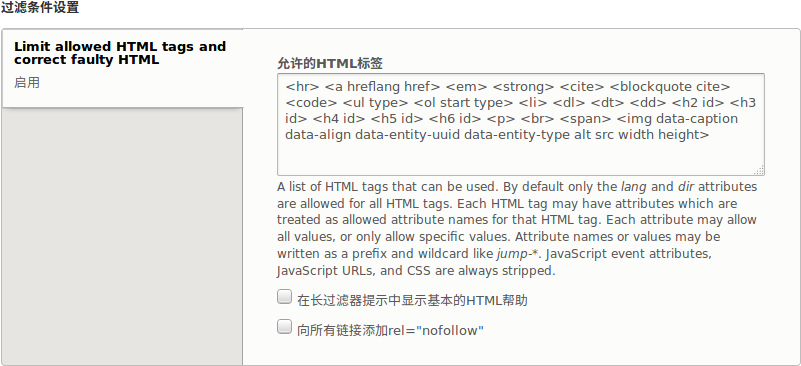 过滤条件设置
Limit allowed HTML tags and
correct faulty HTML
启用
允许的HTML标签
<hr> <a hreflang href> <em> <strong> <cite> <blockquote cite>
<code> <ul type> <ol start type> <li> <dl> <dt> <dd> <h2 id> <h3
id> <h4 id> <h5 id> <h6 id> <p> <br> <span> <img data-caption
data-align data-entity-uuid data-entity-type alt src width height>
A list of HTML tags that can be used. By default only the lang and dir attributes
are allowed for all HTML tags. Each HTML tag may have attributes which are
treated as allowed attribute names for that HTML tag. Each attribute may allow
all values, or only allow specific values. Attribute names or values may be
written as a prefix and wildcard like jump-*. JavaScript event attributes,
JavaScript URLs, and CSS are always stripped.
在长过滤器提示中显示基本的HTML帮助
向所有链接添加rel="nofollow"